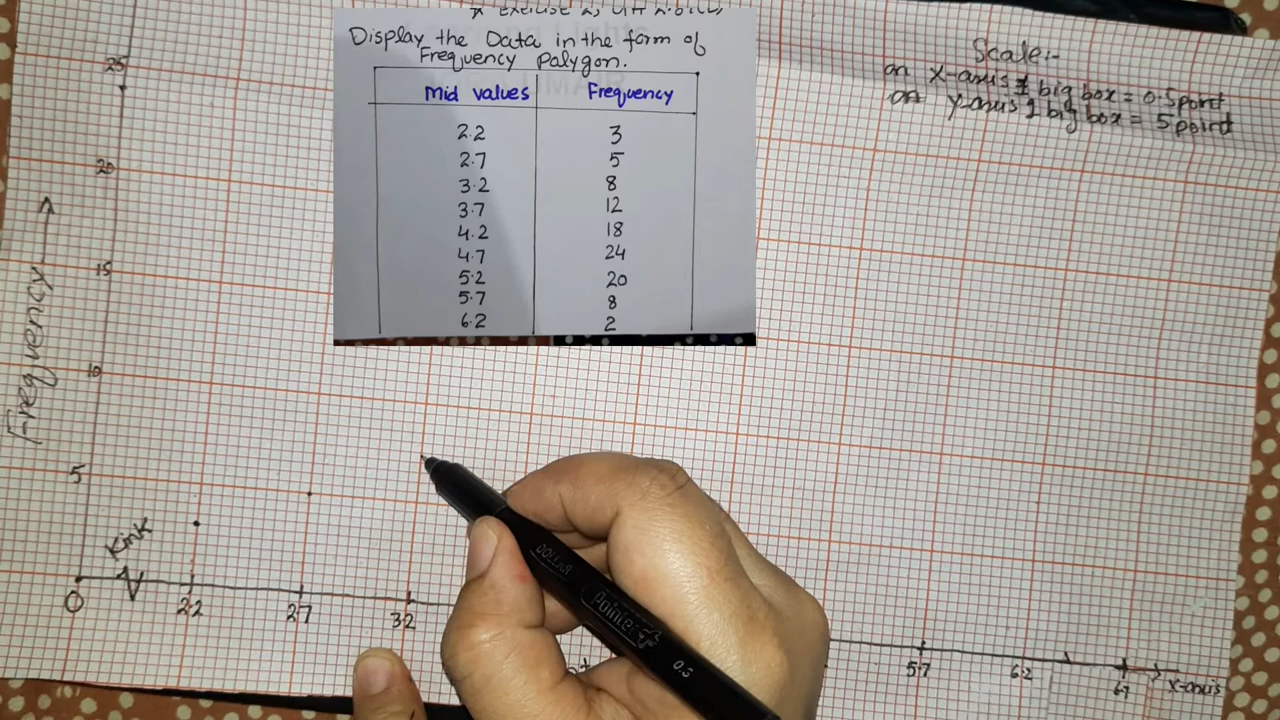 Display the Data in the form of
Frequency Polygon.
Mid values Frequency
2.2 3
2.7 5
3.2 8
3.7 12
4.2 18
4.7 24
5.2 20
5.7 8
6.2 2
Scale:-
on x-axis 1 big box = 0.5 point
on y-axis 1 big box = 5 point
25
20
15
10
5
0
Frequency
Kink
2.2 2.7 3.2 5.7 6.2 6.7 x-axis
DOLLAR
Pointer
0.5